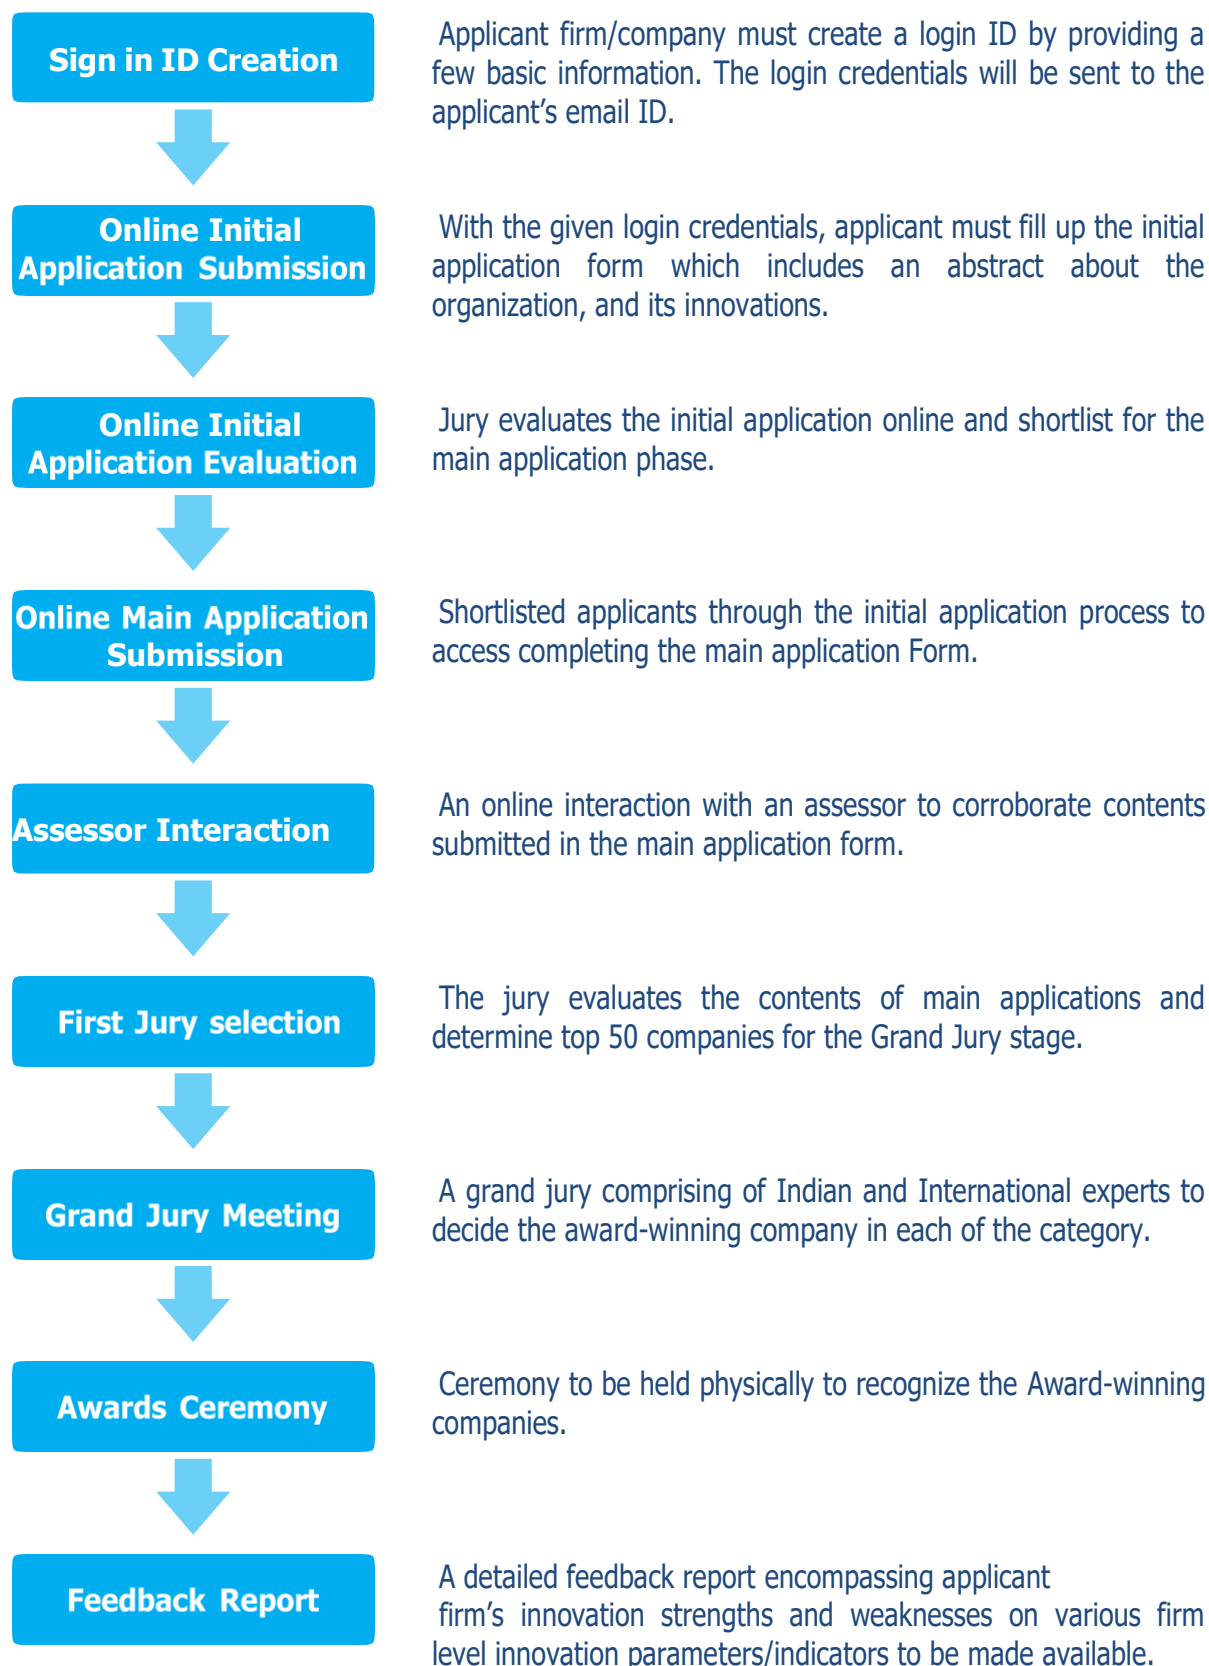 Sign in ID Creation
Applicant firm/company must create a login ID by providing a
few basic information. The login credentials will be sent to the
applicant’s email ID.
Online Initial
Application Submission
With the given login credentials, applicant must fill up the initial
application form which includes an abstract about the
organization, and its innovations.
Online Initial
Application Evaluation
Jury evaluates the initial application online and shortlist for the
main application phase.
Online Main Application
Submission
Shortlisted applicants through the initial application process to
access completing the main application Form.
Assessor Interaction
An online interaction with an assessor to corroborate contents
submitted in the main application form.
First Jury selection
The jury evaluates the contents of main applications and
determine top 50 companies for the Grand Jury stage.
Grand Jury Meeting
A grand jury comprising of Indian and International experts to
decide the award-winning company in each of the category.
Awards Ceremony
Ceremony to be held physically to recognize the Award-winning
companies.
Feedback Report
A detailed feedback report encompassing applicant
firm’s innovation strengths and weaknesses on various firm
level innovation parameters/indicators to be made available.